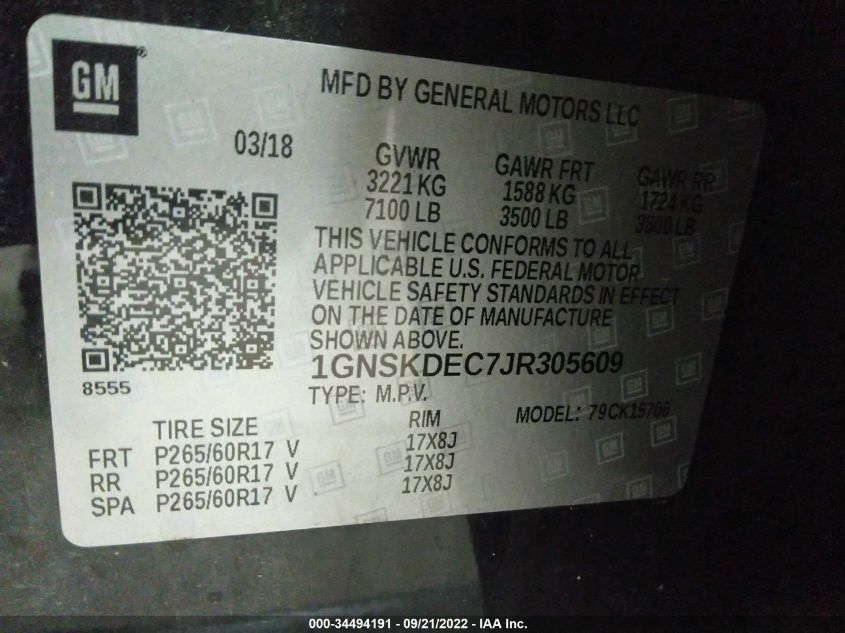 GM
MFD BY GENERAL MOTORS LLC
03/18
GVWR GAWR FRT GAWR RR
3221 KG 1588 KG 1724 KG
7100 LB 3500 LB 3800 LB
THIS VEHICLE CONFORMS TO ALL
APPLICABLE U.S. FEDERAL MOTOR
VEHICLE SAFETY STANDARDS IN EFFECT
ON THE DATE OF MANUFACTURE
SHOWN ABOVE.
1GNSKDEC7JR305609
8555
TYPE: M.P.V.
MODEL: 79CK15706
TIRE SIZE RIM
FRT P265/60R17 V 17X8J
RR P265/60R17 V 17X8J
SPA P265/60R17 V 17X8J
000-34494191 - 09/21/2022 - IAA Inc.